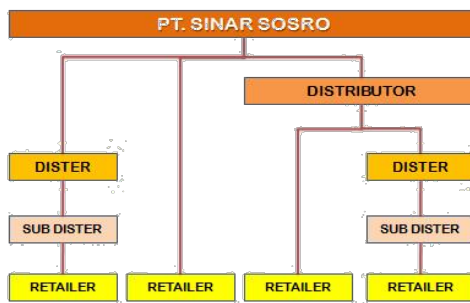 PT. SINAR SOSRO
DISTRIBUTOR
DISTER
DISTER
SUB DISTER
SUB DISTER
RETAILER
RETAILER
RETAILER
RETAILER